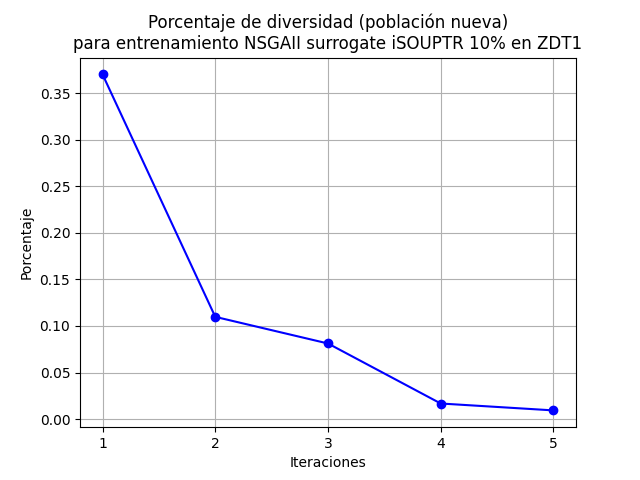 Porcentaje de diversidad (población nueva)
para entrenamiento NSGAII surrogate iSOUPTR 10% en ZDT1
0.35
0.30
0.25
0.20
0.15
0.10
0.05
0.00
Porcentaje
1 2 3 4 5
Iteraciones